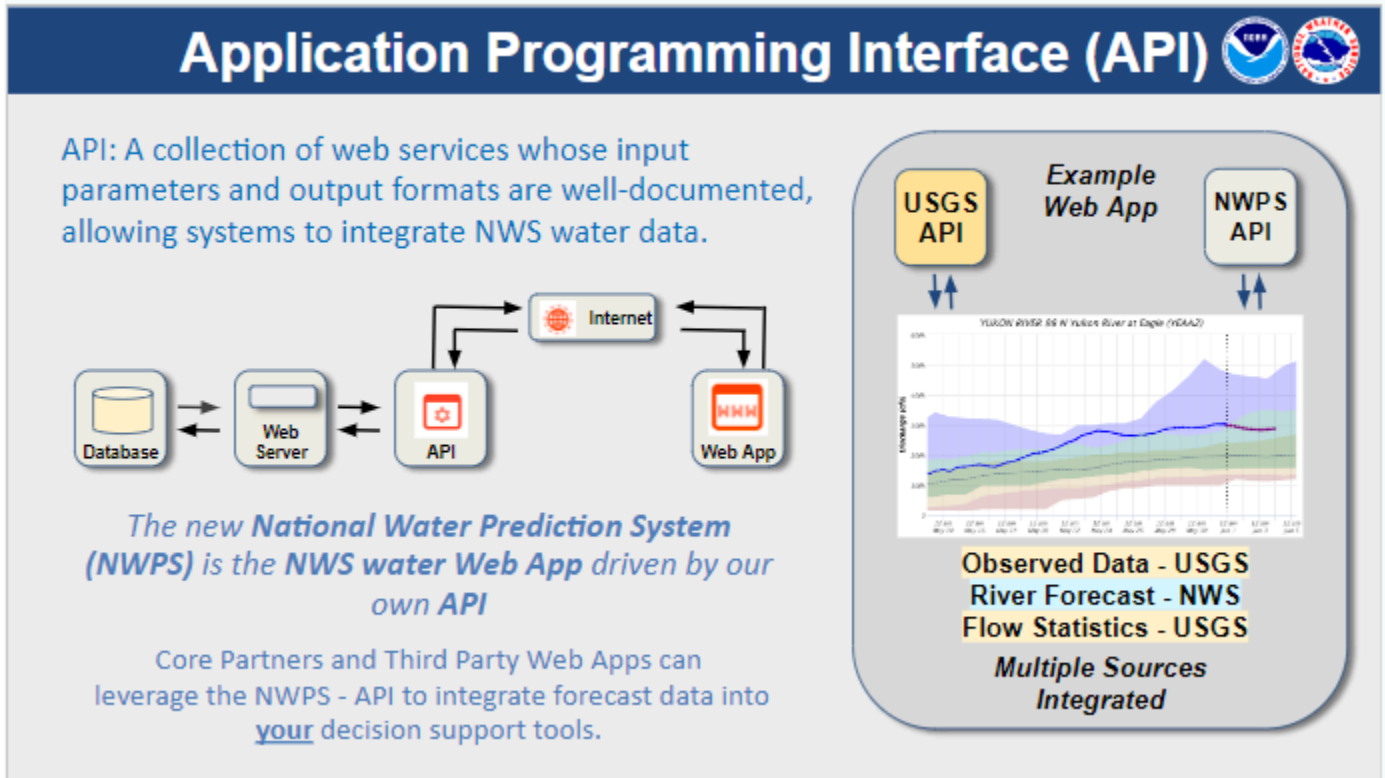 Application Programming Interface (API)
API: A collection of web services whose input
parameters and output formats are well-documented,
allowing systems to integrate NWS water data.
Internet
Database
Web
Server
API
Web App
The new National Water Prediction System
(NWPS) is the NWS water Web App driven by our
own API
Core Partners and Third Party Web Apps can
leverage the NWPS - API to integrate forecast data into
your decision support tools.
USGS
API
Example
Web App
NWPS
API
Yukon River at Eagle
Observed Data - USGS
River Forecast - NWS
Flow Statistics - USGS
Multiple Sources
Integrated